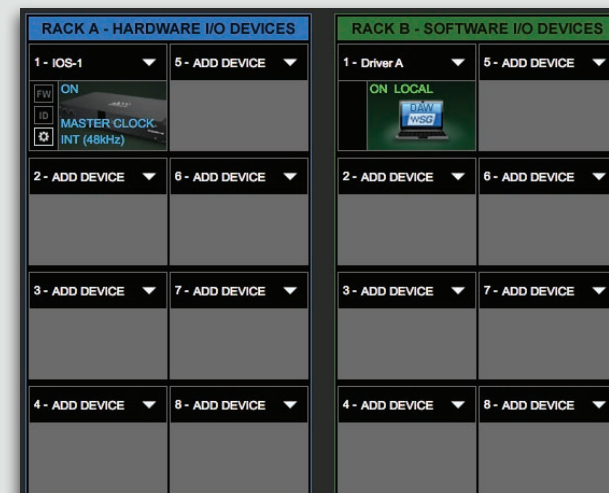 RACK A - HARDWARE I/O DEVICES
1 - IOS-1
5 - ADD DEVICE
FW
ON
ID
MASTER CLOCK
INT (48kHz)
2 - ADD DEVICE
6 - ADD DEVICE
3 - ADD DEVICE
7 - ADD DEVICE
4 - ADD DEVICE
8 - ADD DEVICE
RACK B - SOFTWARE I/O DEVICES
1 - Driver A
5 - ADD DEVICE
ON LOCAL
DAW
WSG
2 - ADD DEVICE
6 - ADD DEVICE
3 - ADD DEVICE
7 - ADD DEVICE
4 - ADD DEVICE
8 - ADD DEVICE